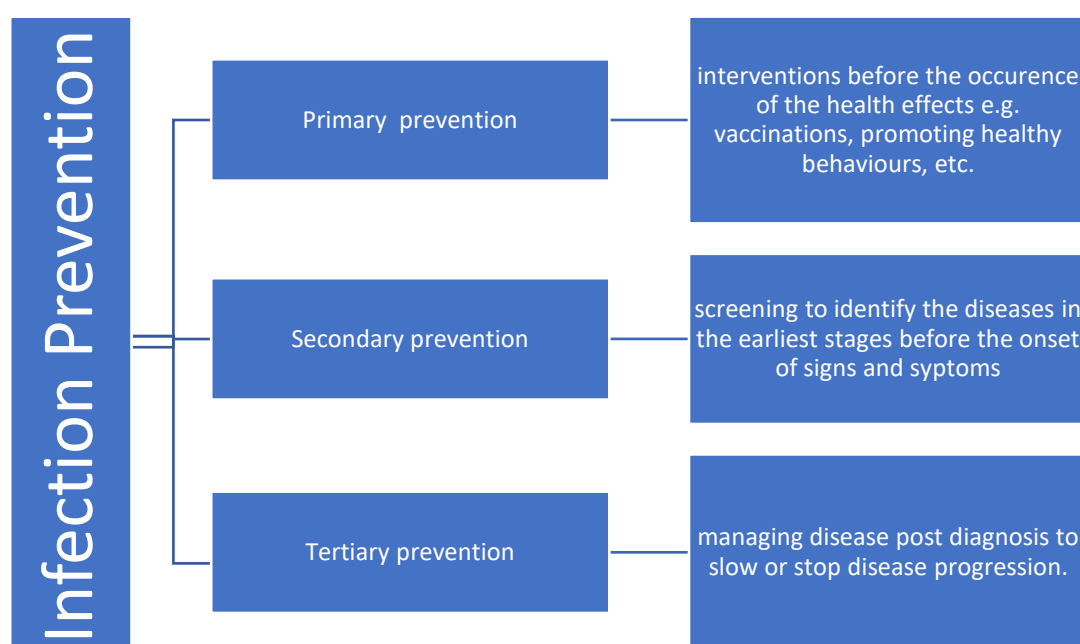 Infection Prevention
Primary  prevention
interventions before the occurence
of the health effects e.g.
vaccinations, promoting healthy
behaviours, etc.
Secondary prevention
screening to identify the diseases in
the earliest stages before the onset
of signs and syptoms
Tertiary prevention
managing disease post diagnosis to
slow or stop disease progression.